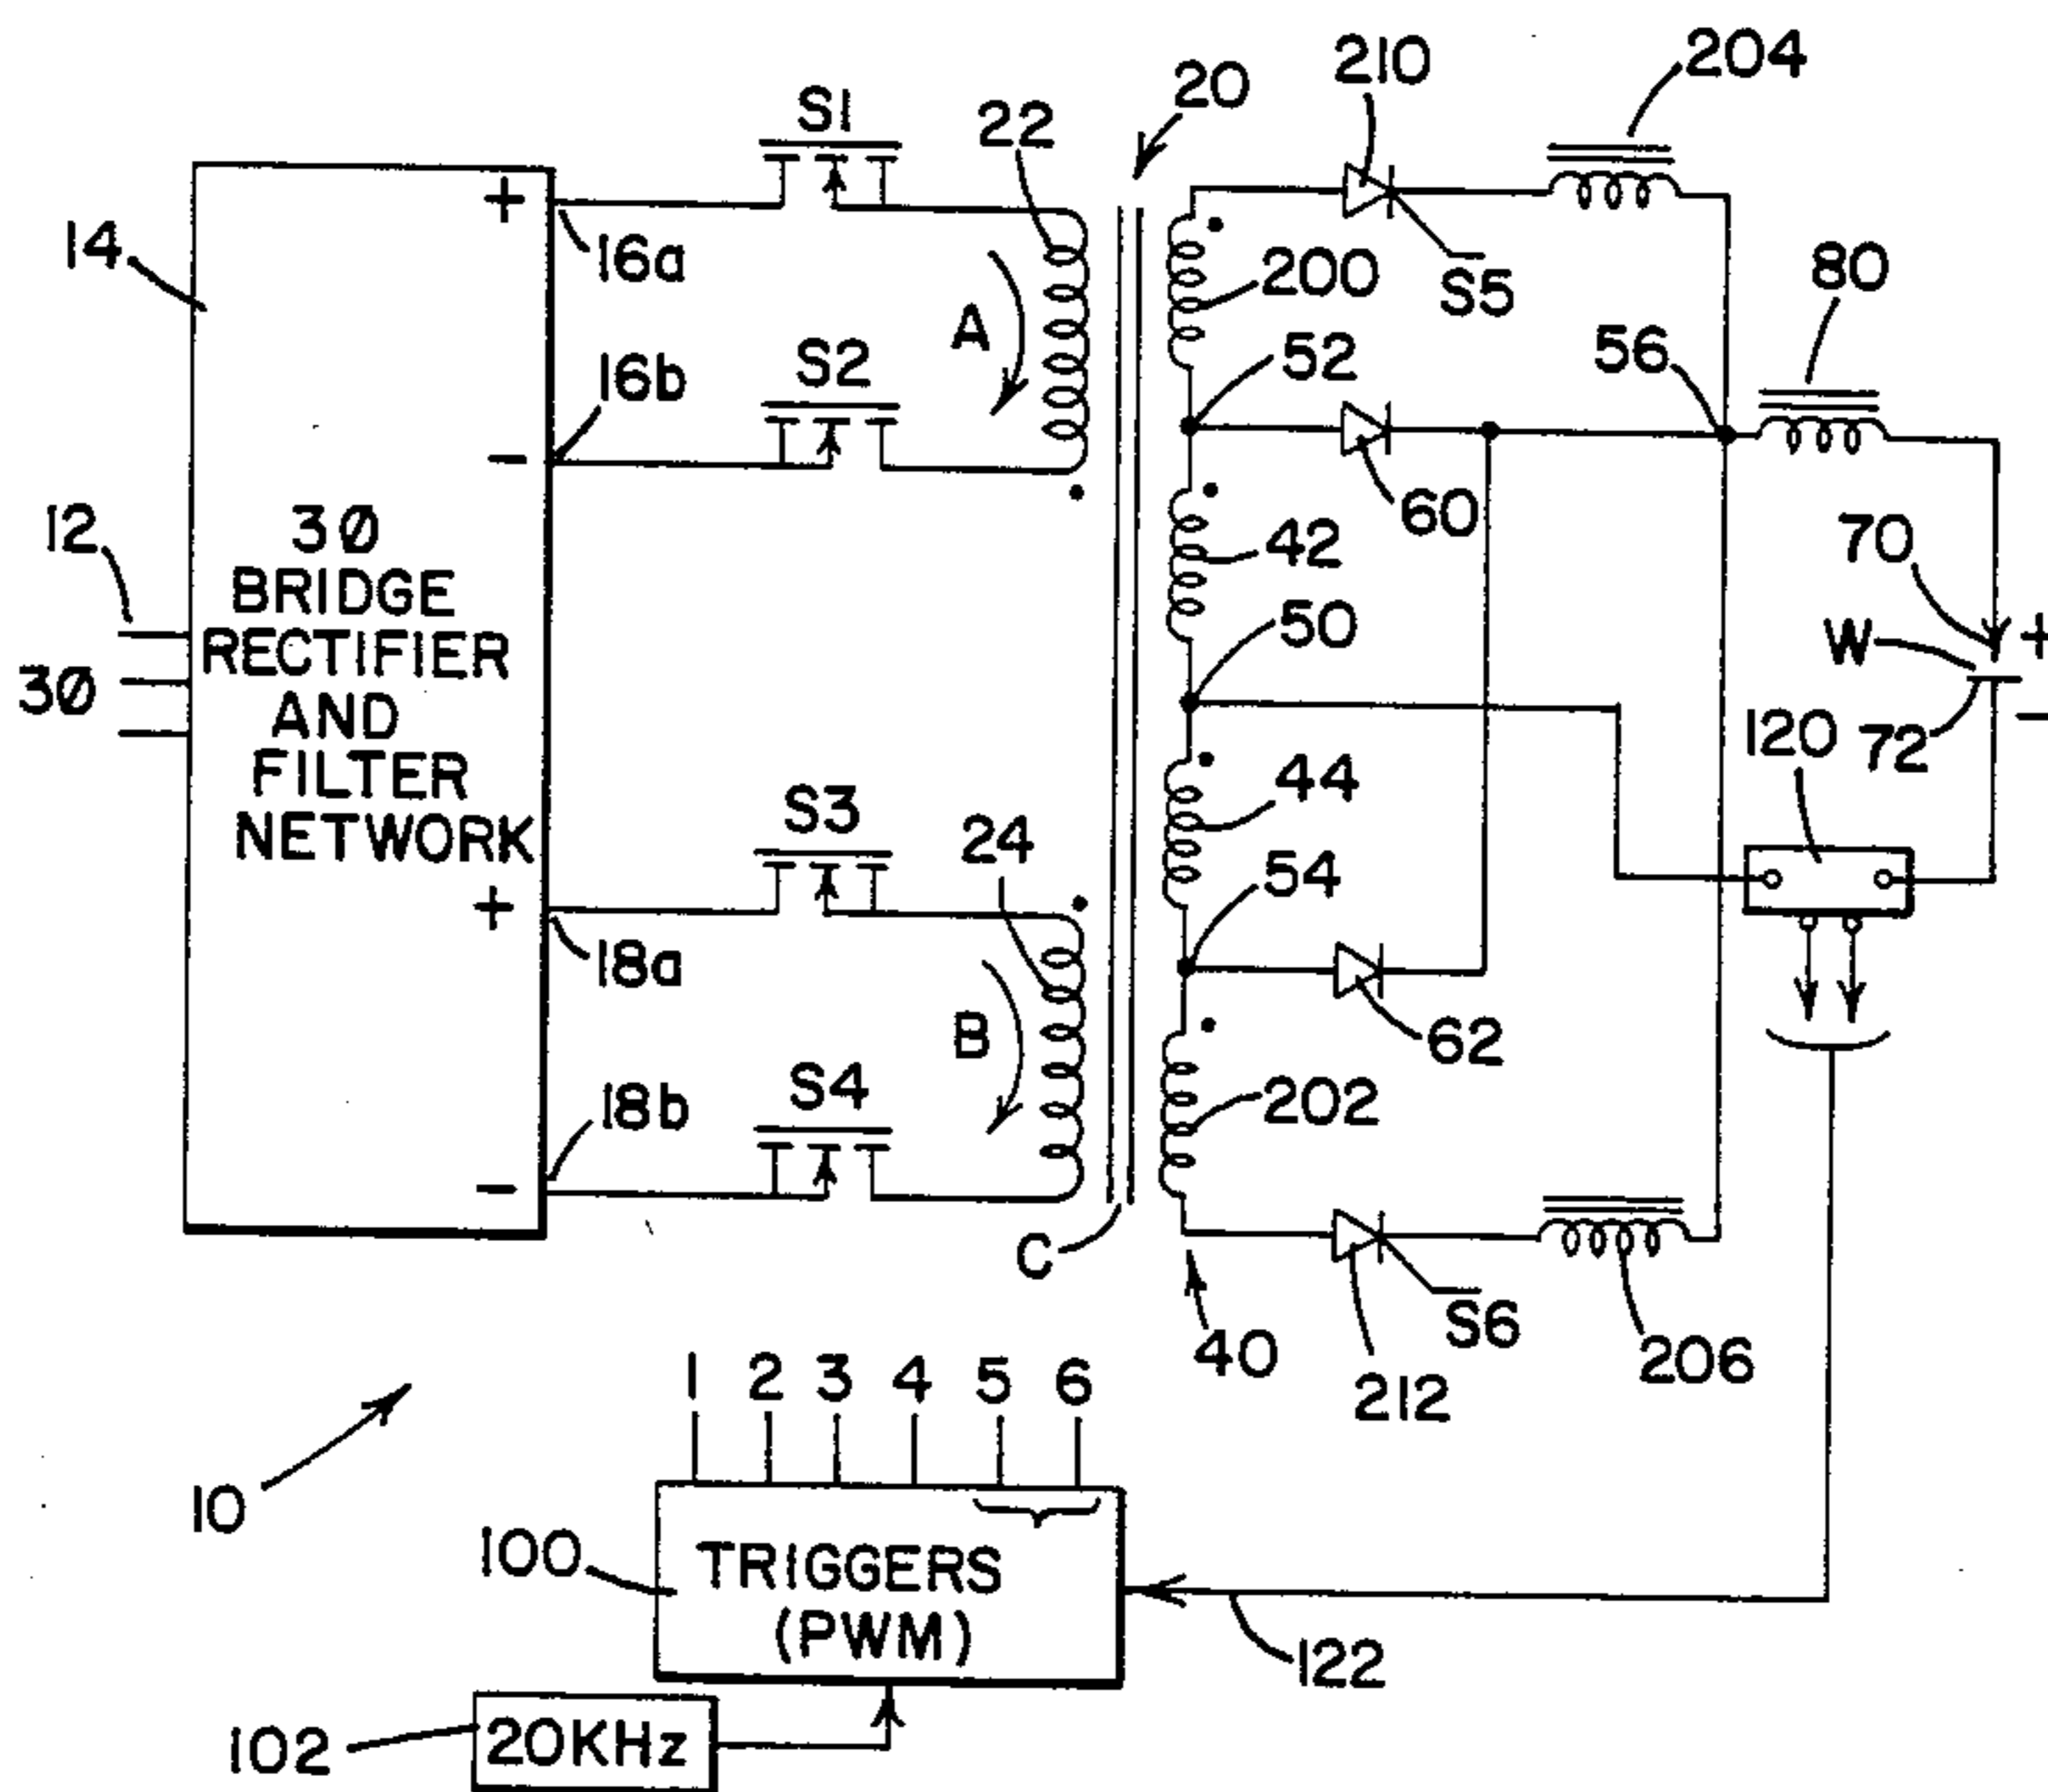 204
210
20
S1
22
+
14
16a
200
S5
80
A
52
56
S2
16b
-
60
12
3Ø
BRIDGE
RECTIFIER
AND
FILTER
NETWORK
42
70
50
W
+
3Ø
120
72
-
S3
24
44
54
+
18a
B
62
S4
18b
202
-
C
S6
40
206
212
1 2 3 4 5 6
10
100
TRIGGERS
(PWM)
122
102
20KHz